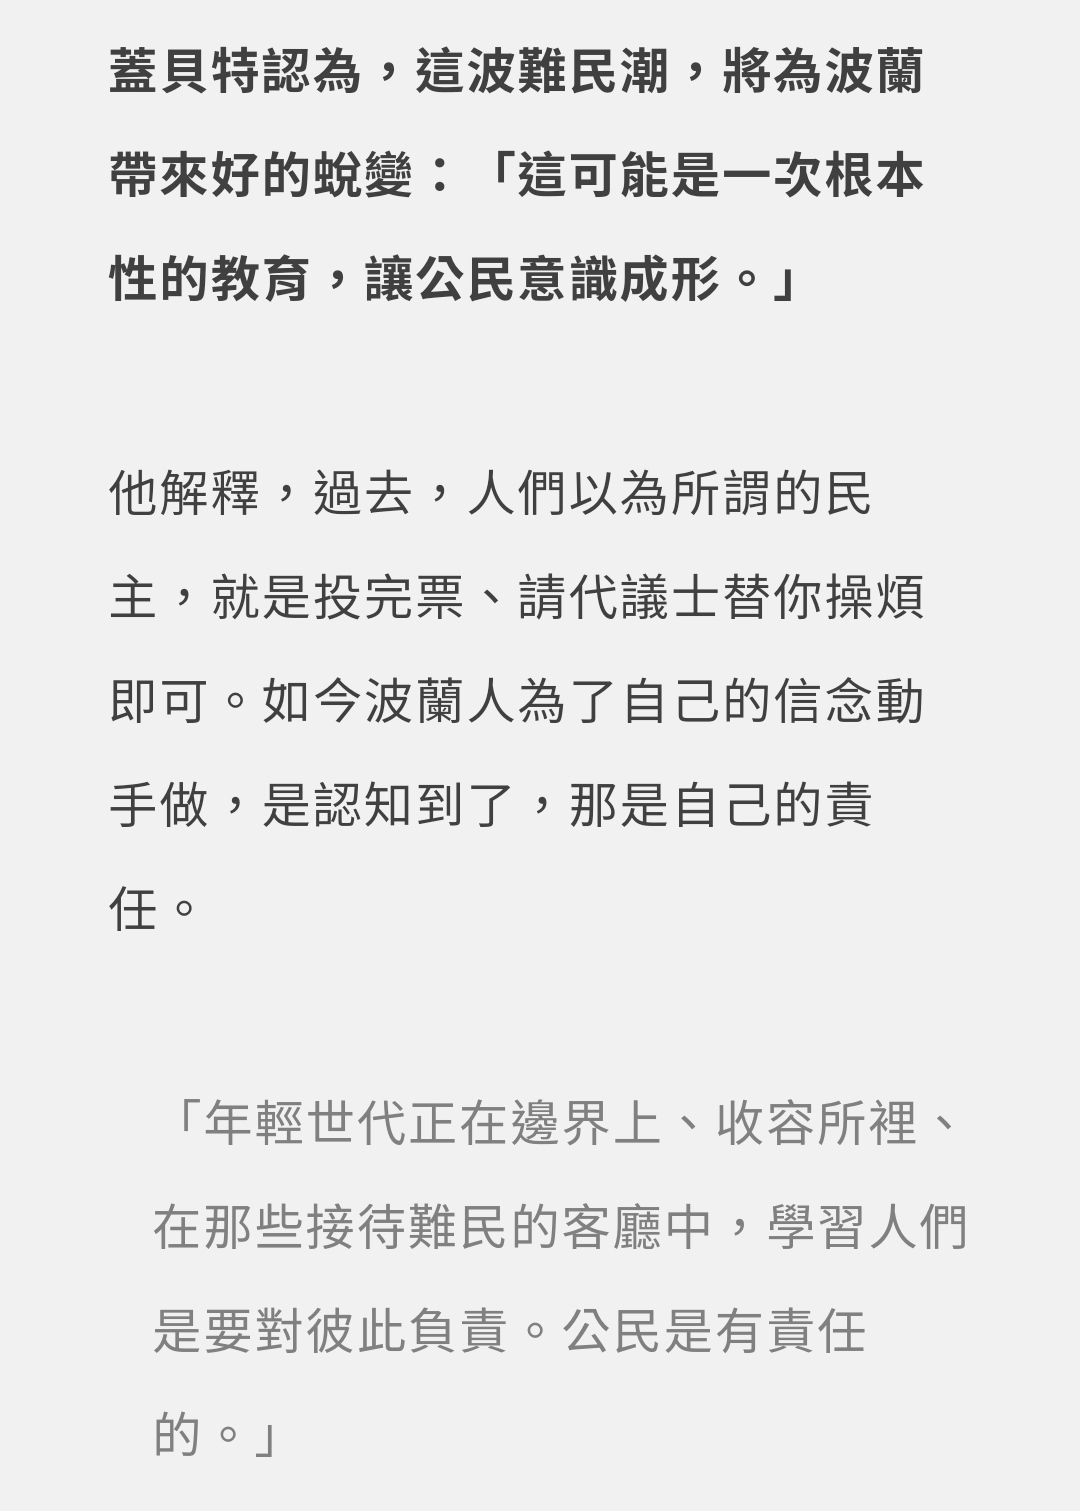 蓋貝特認為，這波難民潮，將為波蘭
帶來好的蛻變：「這可能是一次根本
性的教育，讓公民意識成形。」
他解釋，過去，人們以為所謂的民
主，就是投完票、請代議士替你操煩
即可。如今波蘭人為了自己的信念動
手做，是認知到了，那是自己的責
任。
「年輕世代正在邊界上、收容所裡、
在那些接待難民的客廳中，學習人們
是要對彼此負責。公民是有責任
的。」